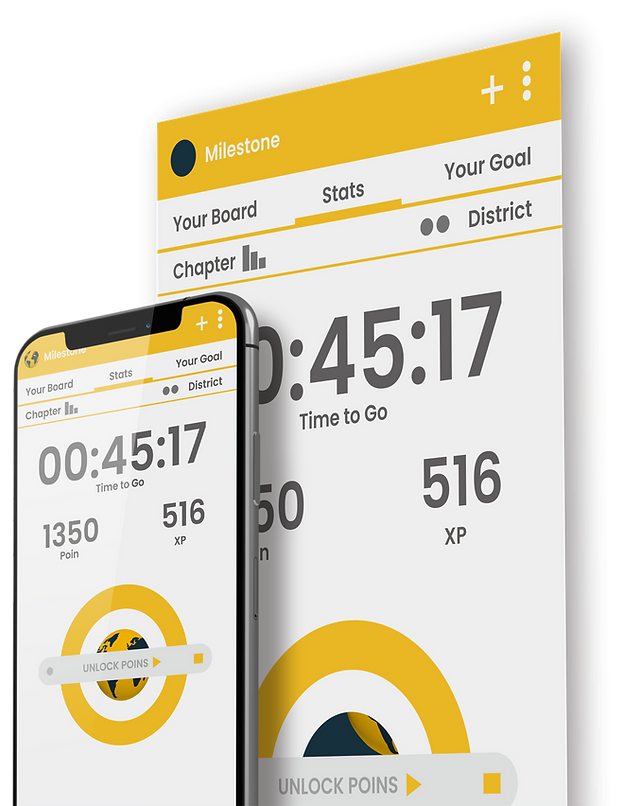 Milestone
Your Board Stats Your Goal
Chapter District
0:45:17
Time to Go
50 516
n XP
UNLOCK POINS
Milestone
Your Board Stats Your Goal
Chapter District
00:45:17
Time to Go
1350 516
Poin XP
UNLOCK POINS